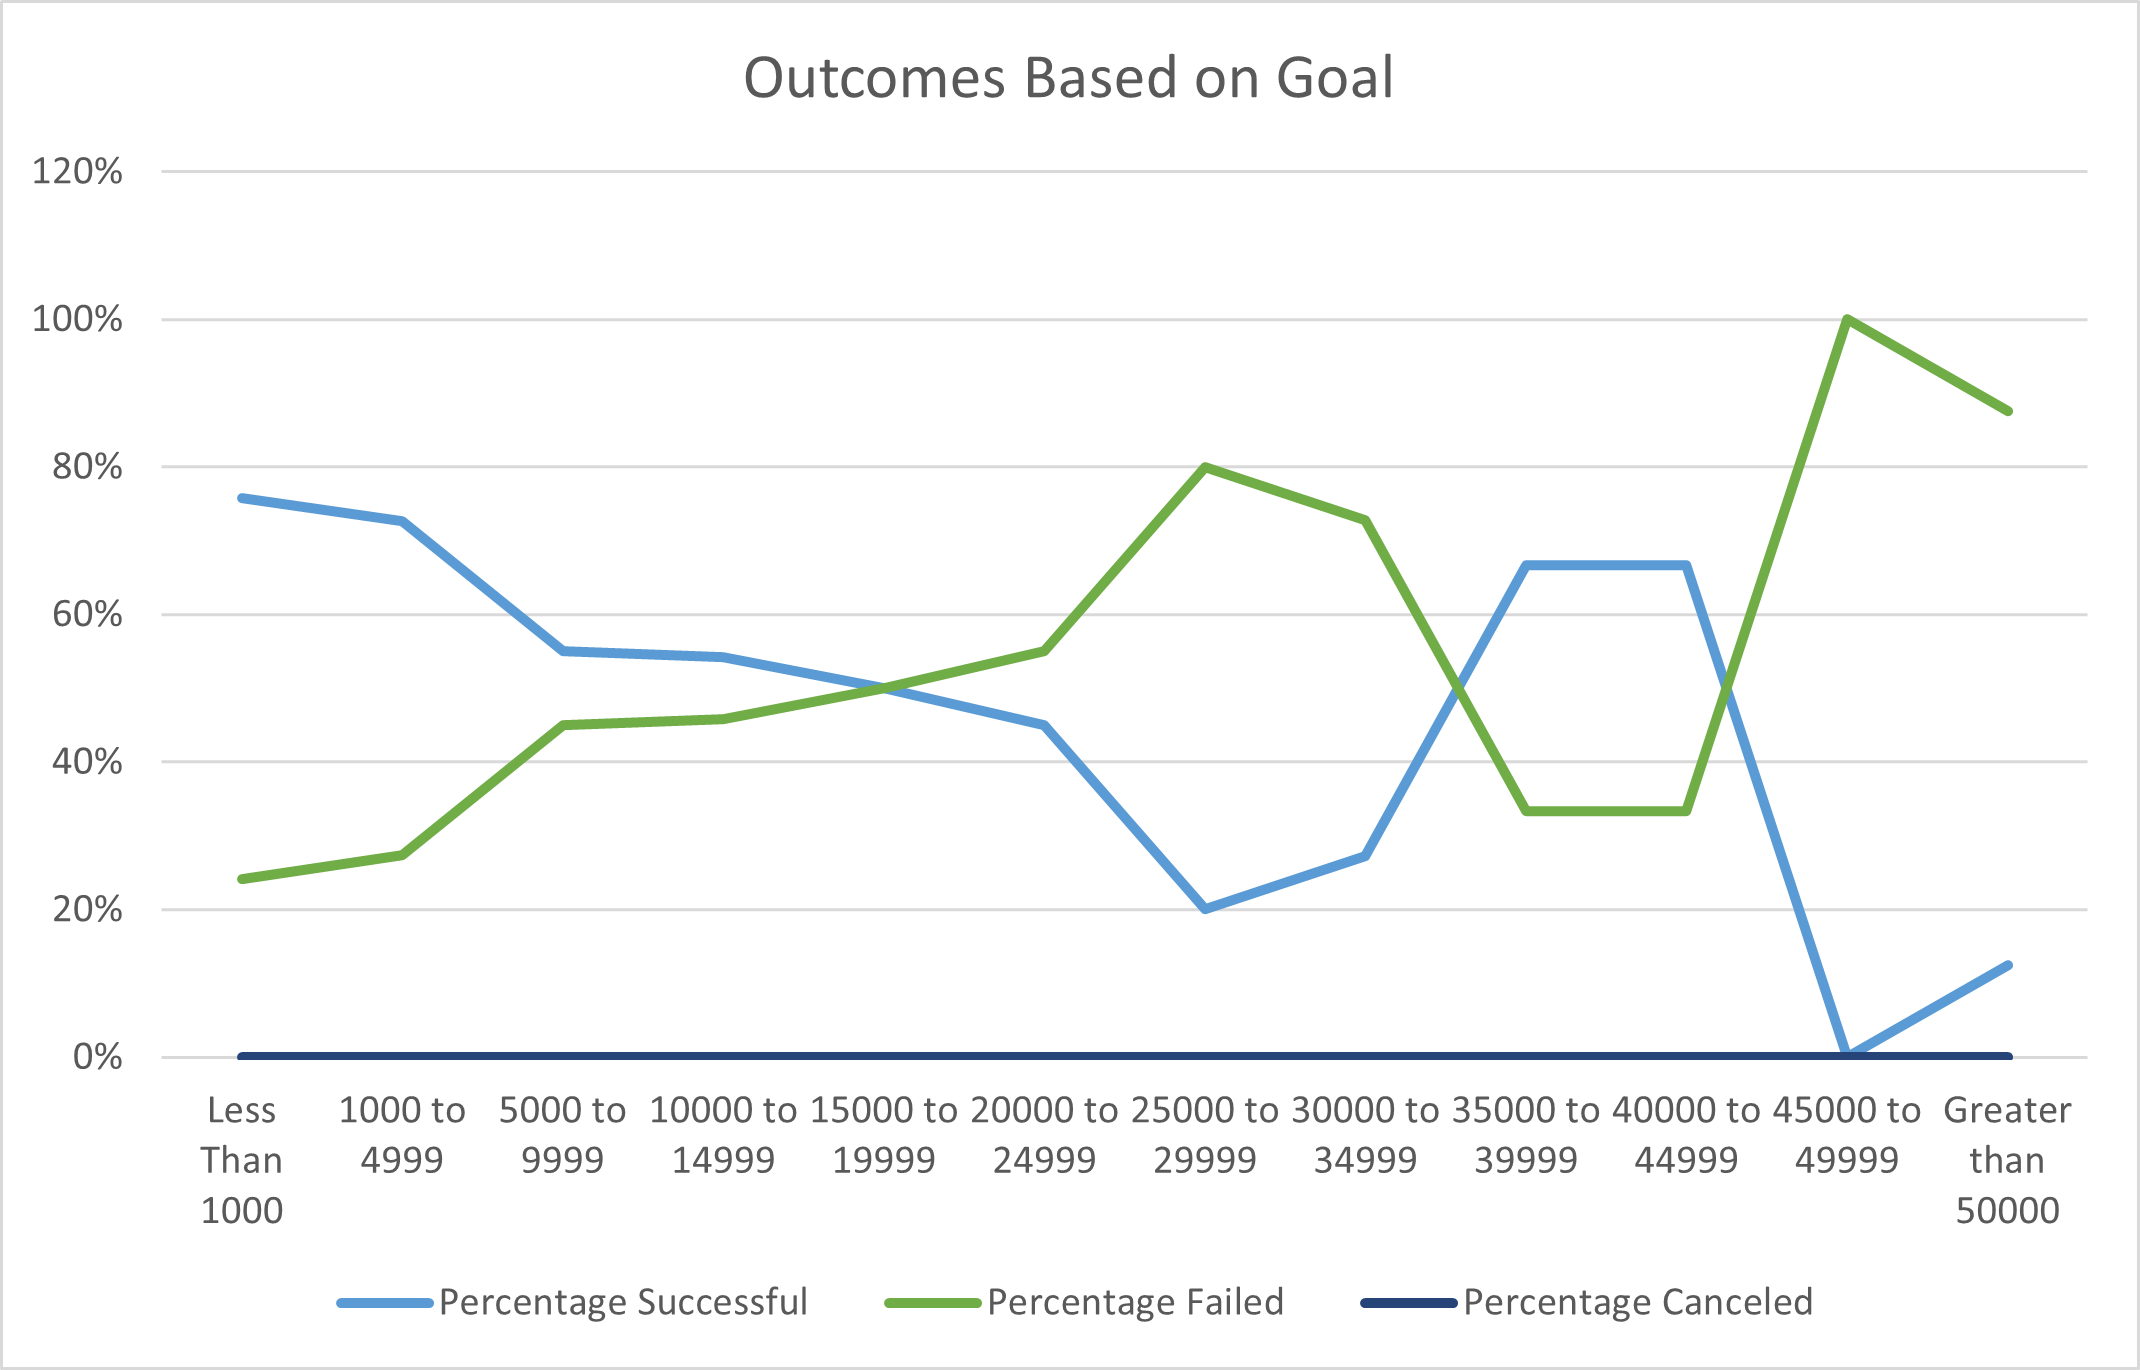 Outcomes Based on Goal
120%
100%
80%
60%
40%
20%
0%
Less Than 1000
1000 to 4999
5000 to 9999
10000 to 14999
15000 to 19999
20000 to 24999
25000 to 29999
30000 to 34999
35000 to 39999
40000 to 44999
45000 to 49999
Greater than 50000
Percentage Successful
Percentage Failed
Percentage Canceled